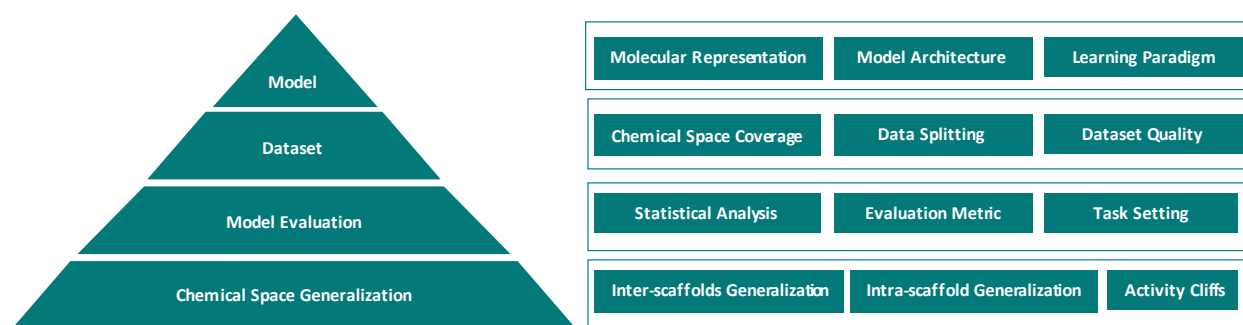 Model
Molecular Representation
Model Architecture
Learning Paradigm
Dataset
Chemical Space Coverage
Data Splitting
Dataset Quality
Model Evaluation
Statistical Analysis
Evaluation Metric
Task Setting
Chemical Space Generalization
Inter-scaffolds Generalization
Intra-scaffold Generalization
Activity Cliffs